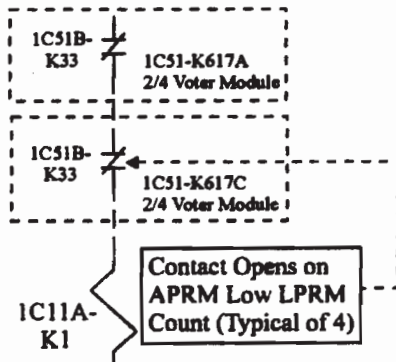 1C51B-
K33
1C51-K617A
2/4 Voter Module
1C51B-
K33
1C51-K617C
2/4 Voter Module
Contact Opens on
APRM Low LPRM
Count (Typical of 4)
1C11A-
K1